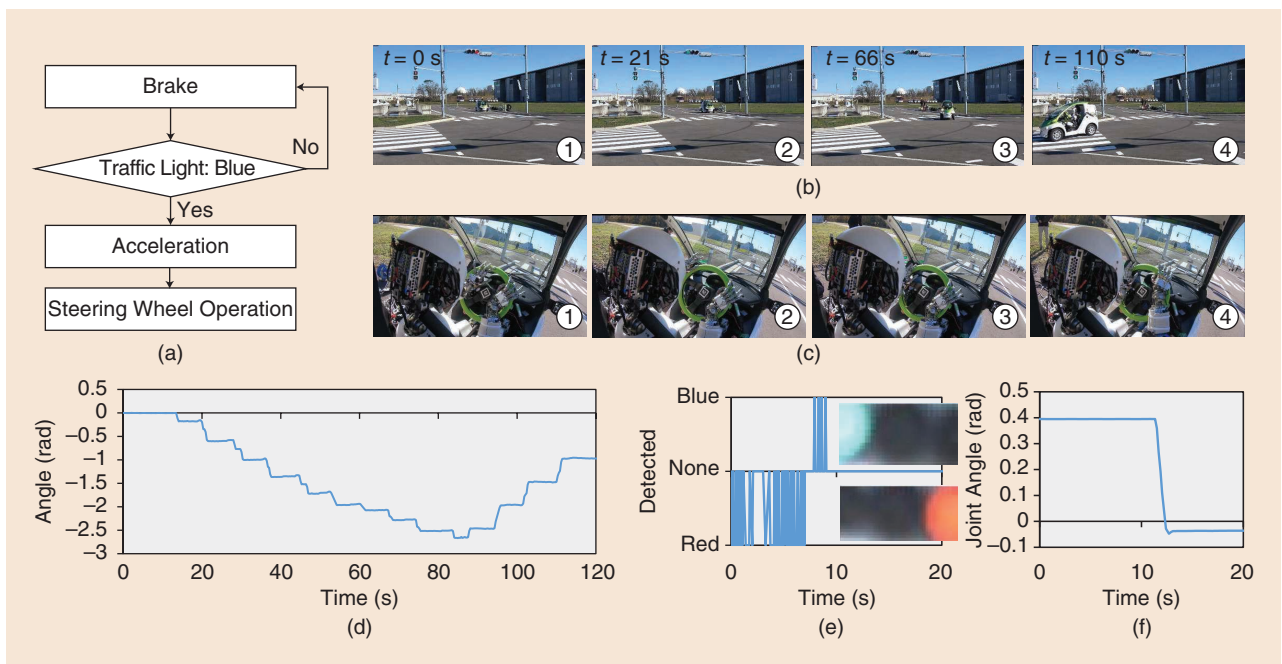 Brake
Traffic Light: Blue
No
Yes
Acceleration
Steering Wheel Operation
(a)
t = 0 s
t = 21 s
t = 66 s
t = 110 s
1
2
3
4
(b)
1
2
3
4
(c)
0.5
0
–0.5
–1
–1.5
–2
–2.5
–3
Angle (rad)
0 20 40 60 80 100 120
Time (s)
(d)
Blue
None
Red
Detected
0 10 20
Time (s)
(e)
0.5
0.4
0.3
0.2
0.1
0
–0.1
Joint Angle (rad)
0 10 20
Time (s)
(f)